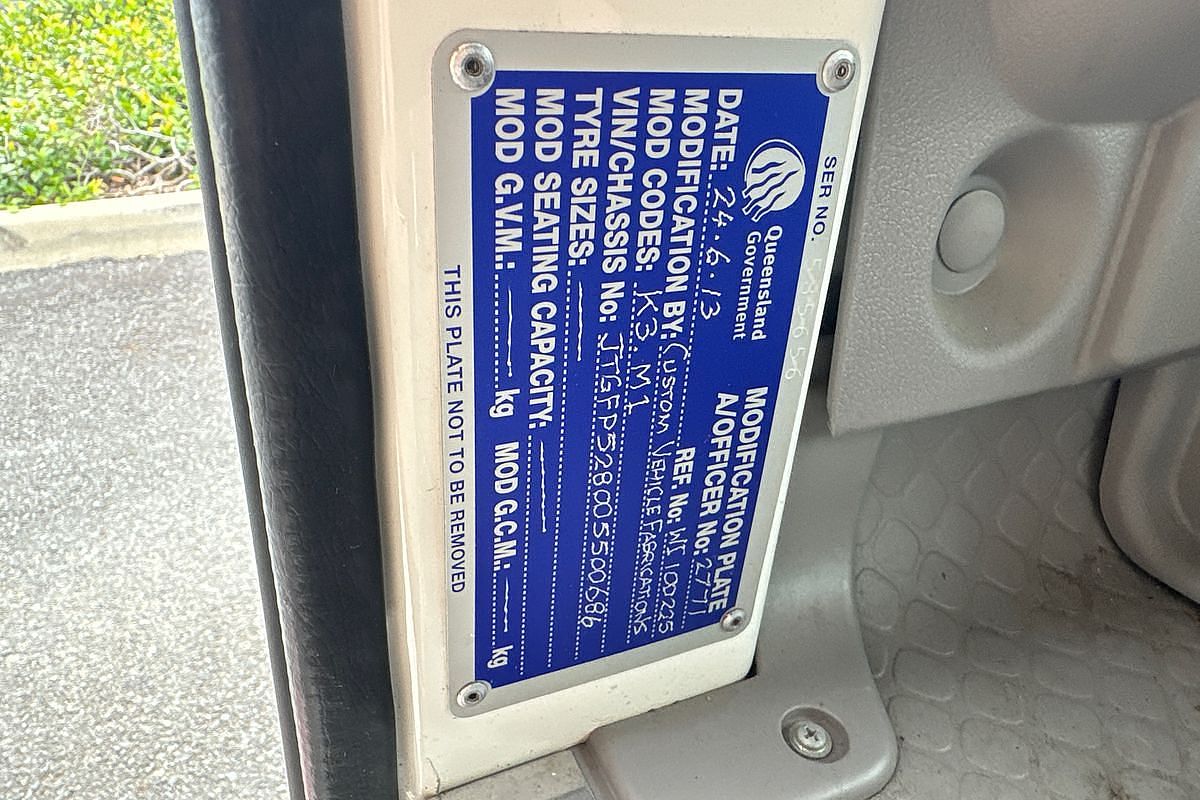 SER NO. 535656
Queensland
Government
MODIFICATION PLATE
A/OFFICER No: 2771
DATE: 24.6.13
REF. No: WI 100225
MODIFICATION BY: CUSTOM VEHICLE FABRICATIONS
MOD CODES: K3. M1
VIN/CHASSIS No: JTGFP528005500686
TYRE SIZES: —
MOD SEATING CAPACITY: —
MOD G.V.M.: — kg MOD G.C.M.: — kg
THIS PLATE NOT TO BE REMOVED